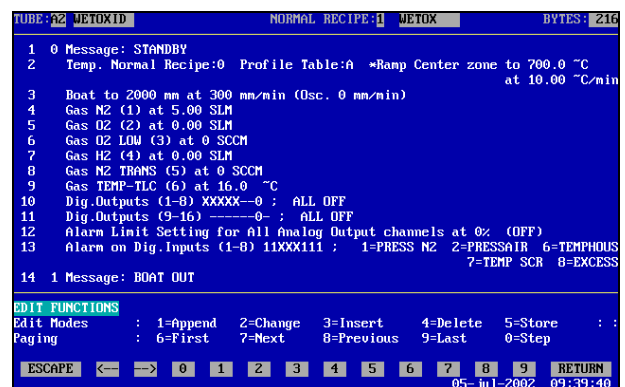 TUBE:A2 WETOXID NORMAL RECIPE:1 WETOX BYTES: 216
1 0 Message: STANDBY
2 Temp. Normal Recipe:0 Profile Table:A *Ramp Center zone to 700.0 ~C
at 10.00 ~C/min
3 Boat to 2000 mm at 300 mm/min (Osc. 0 mm/min)
4 Gas N2 (1) at 5.00 SLM
5 Gas O2 (2) at 0.00 SLM
6 Gas O2 LOW (3) at 0 SCCM
7 Gas H2 (4) at 0.00 SLM
8 Gas N2 TRANS (5) at 0 SCCM
9 Gas TEMP-TLC (6) at 16.0 ~C
10 Dig.Outputs (1-8) XXXXX--0 ; ALL OFF
11 Dig.Outputs (9-16) ------0- ; ALL OFF
12 Alarm Limit Setting for All Analog Output channels at 0% (OFF)
13 Alarm on Dig.Inputs (1-8) 11XXX111 ; 1=PRESS N2 2=PRESSAIR 6=TEMPHOUS
7=TEMP SCR 8=EXCESS
14 1 Message: BOAT OUT
EDIT FUNCTIONS
Edit Modes : 1=Append 2=Change 3=Insert 4=Delete 5=Store : :
Paging : 6=First 7=Next 8=Previous 9=Last 0=Step
ESCAPE <-- --> 0 1 2 3 4 5 6 7 8 9 RETURN
05-jul-2002 09:39:40